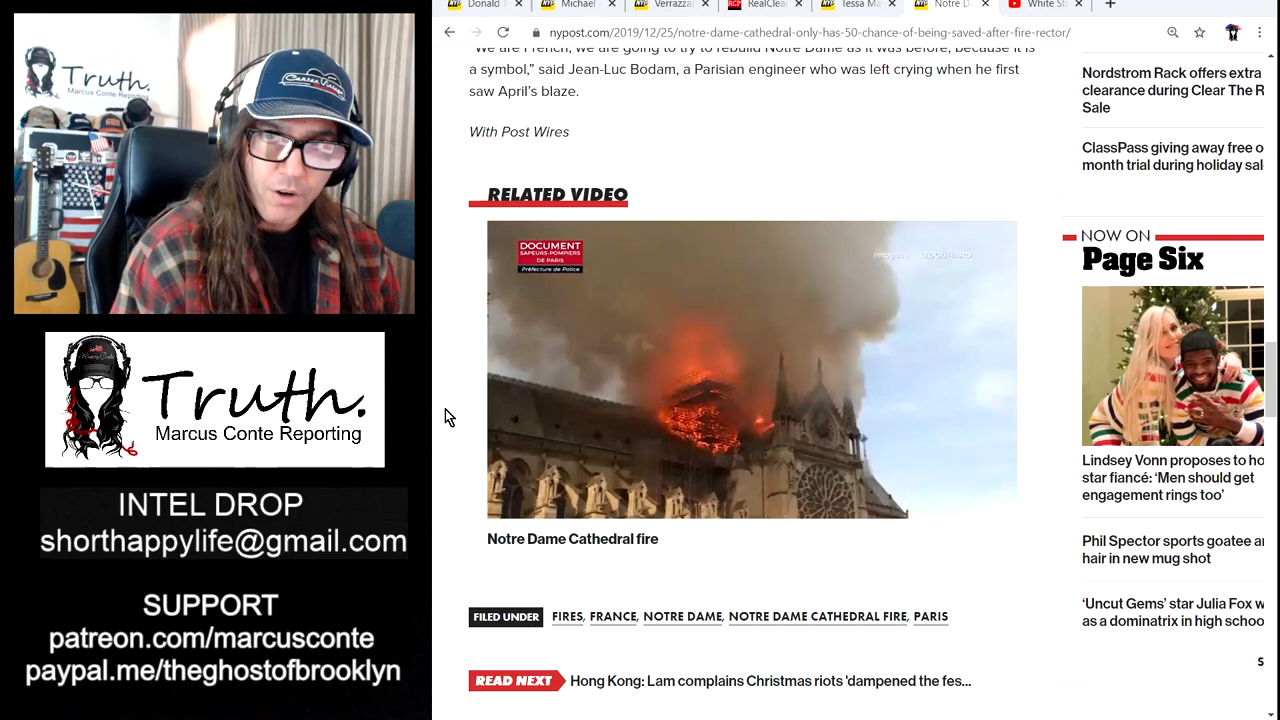 Truth.
Marcus Conte Reporting
Truth.
Marcus Conte Reporting
INTEL DROP
shorthappylife@gmail.com
SUPPORT
patreon.com/marcusconte
paypal.me/theghostofbrooklyn
Donald
Michael
Verrazza
RealClea
Tessa Ma
Notre D
White S
nypost.com/2019/12/25/notre-dame-cathedral-only-has-50-chance-of-being-saved-after-fire-rector/
"We are French, we are going to try to rebuild Notre Dame as it was before, because it is
a symbol,” said Jean-Luc Bodam, a Parisian engineer who was left crying when he first
saw April’s blaze.
With Post Wires
RELATED VIDEO
DOCUMENT
SAPEURS-POMPIERS
DE PARIS
Préfecture de Police
Notre Dame Cathedral fire
FILED UNDER FIRES, FRANCE, NOTRE DAME, NOTRE DAME CATHEDRAL FIRE, PARIS
READ NEXT Hong Kong: Lam complains Christmas riots 'dampened the fes...
Nordstrom Rack offers extra
clearance during Clear The R
Sale
ClassPass giving away free o
month trial during holiday sal
NOW ON
Page Six
Lindsey Vonn proposes to ho
star fiancé: ‘Men should get
engagement rings too’
Phil Spector sports goatee an
hair in new mug shot
‘Uncut Gems’ star Julia Fox w
as a dominatrix in high schoo
S